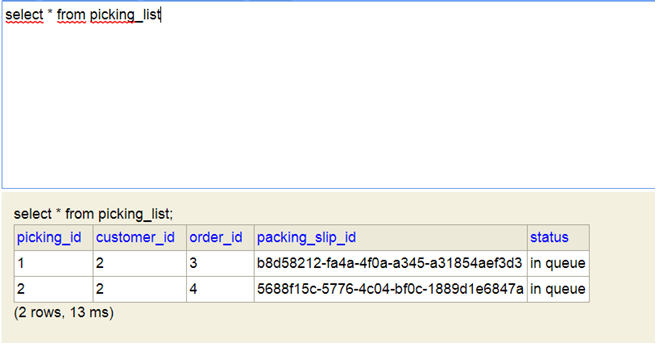 select * from picking_list
select * from picking_list;
picking_id customer_id order_id packing_slip_id status
1 2 3 b8d58212-fa4a-4f0a-a345-a31854aef3d3 in queue
2 2 4 5688f15c-5776-4c04-bf0c-1889d1e6847a in queue
(2 rows, 13 ms)